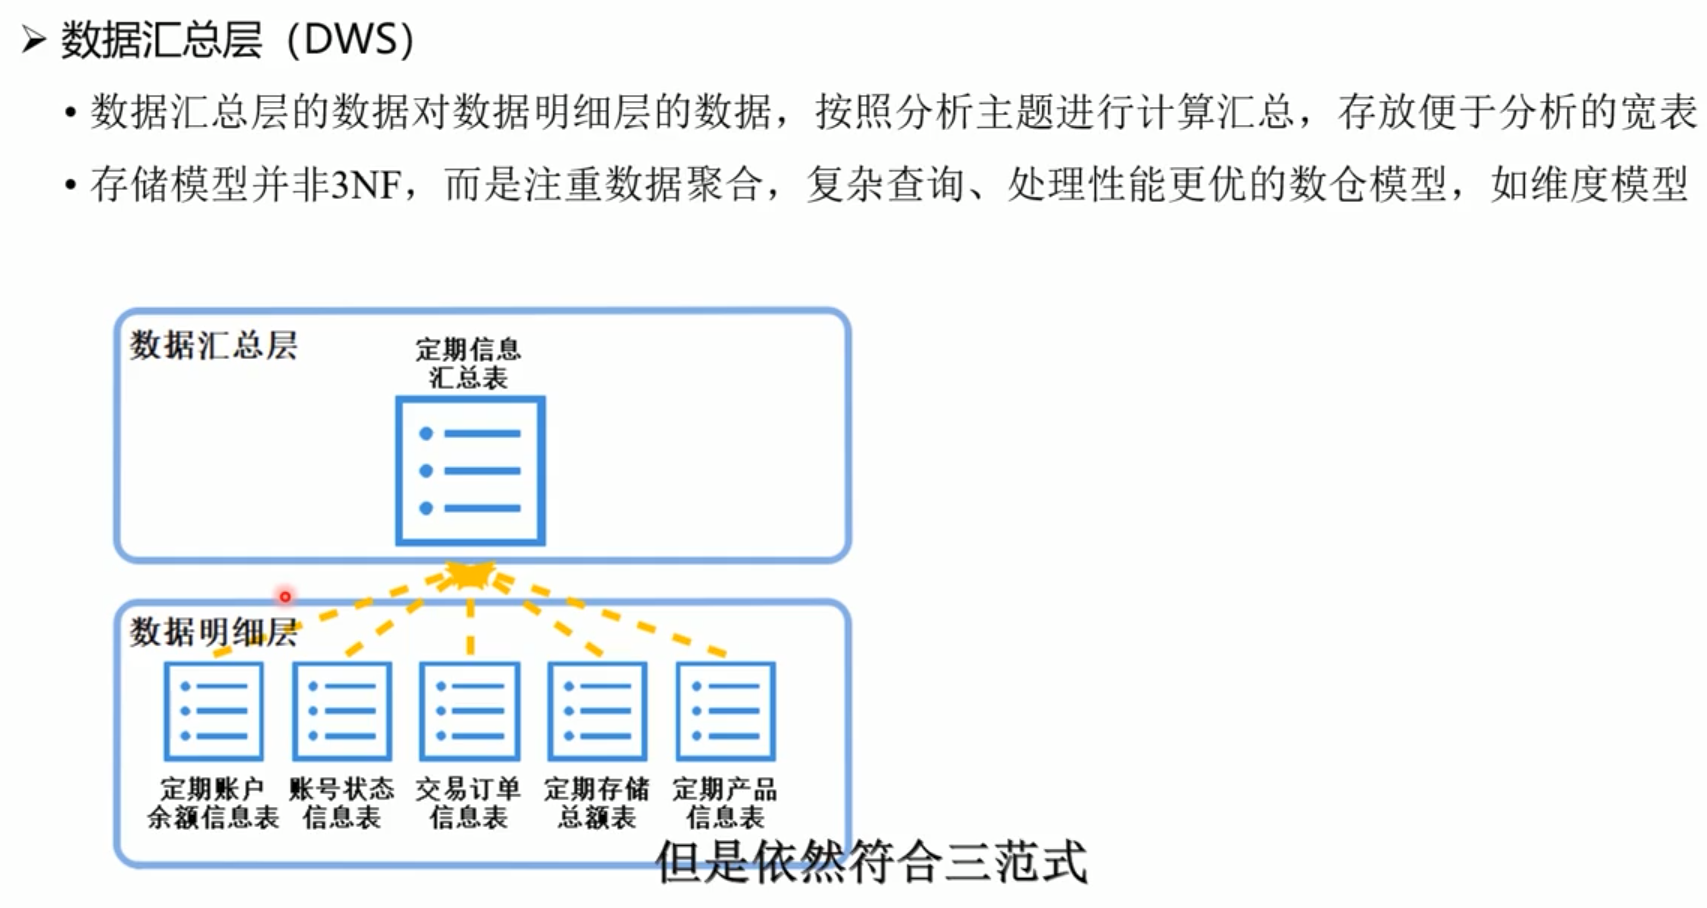 ➢ 数据汇总层（DWS）
• 数据汇总层的数据对数据明细层的数据，按照分析主题进行计算汇总，存放便于分析的宽表
• 存储模型并非3NF，而是注重数据聚合，复杂查询、处理性能更优的数仓模型，如维度模型
数据汇总层
定期信息
汇总表
数据明细层
定期账户
余额信息表
账号状态
信息表
交易订单
信息表
定期存储
总额表
定期产品
信息表
但是依然符合三范式